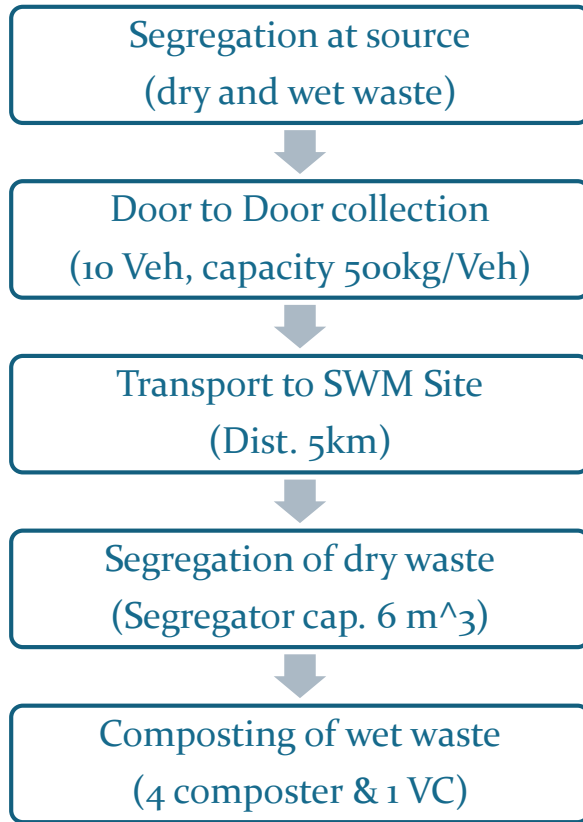 Segregation at source
(dry and wet waste)
Door to Door collection
(10 Veh, capacity 500kg/Veh)
Transport to SWM Site
(Dist. 5km)
Segregation of dry waste
(Segregator cap. 6 m^3)
Composting of wet waste
(4 composter & 1 VC)